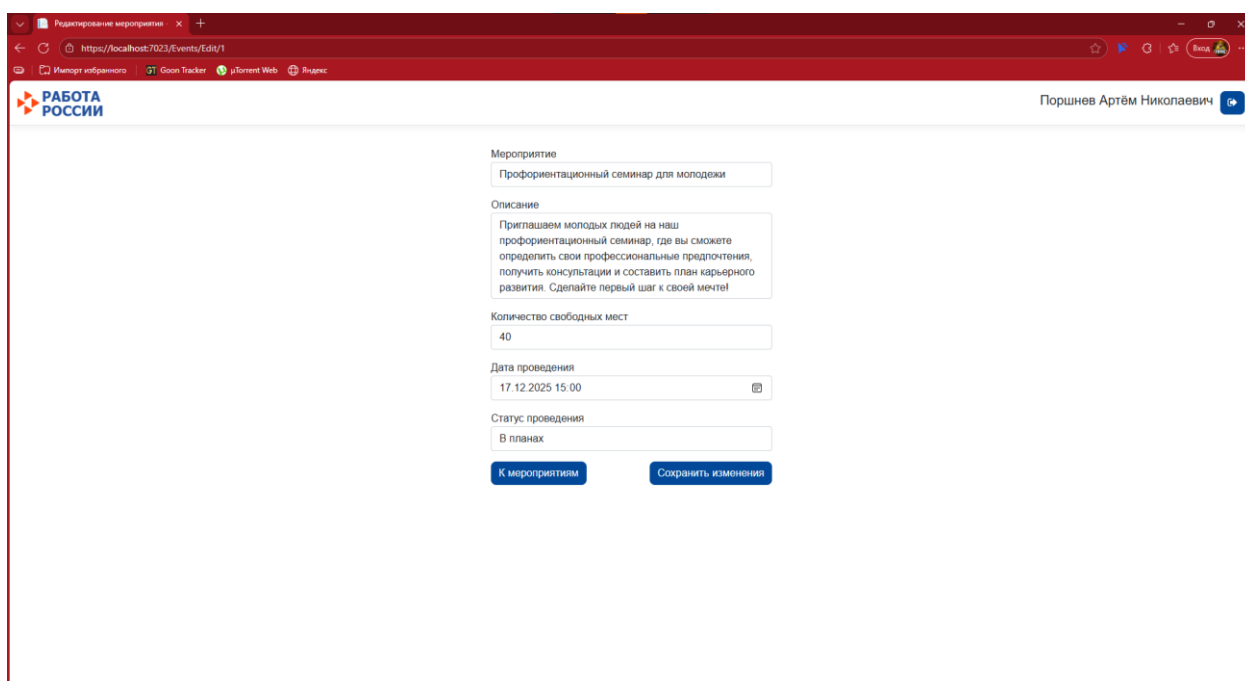 Редактирование мероприятия
https://localhost:7023/Events/Edit/1
Вход
Импорт избранного
GT Goon Tracker
µTorrent Web
Яндекс
РАБОТА
РОССИИ
Поршнев Артём Николаевич
Мероприятие
Профориентационный семинар для молодежи
Описание
Приглашаем молодых людей на наш
профориентационный семинар, где вы сможете
определить свои профессиональные предпочтения,
получить консультации и составить план карьерного
развития. Сделайте первый шаг к своей мечте!
Количество свободных мест
40
Дата проведения
17.12.2025 15:00
Статус проведения
В планах
К мероприятиям
Сохранить изменения